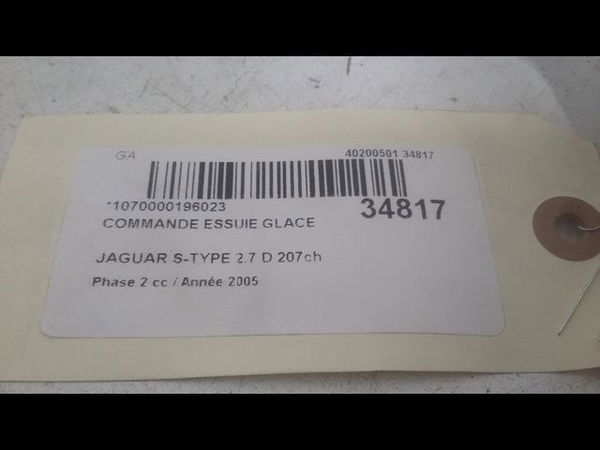 GA 40200501 34817
*1070000196023 34817
COMMANDE ESSUIE GLACE
JAGUAR S-TYPE 2.7 D 207ch
Phase 2 cc / Année 2005